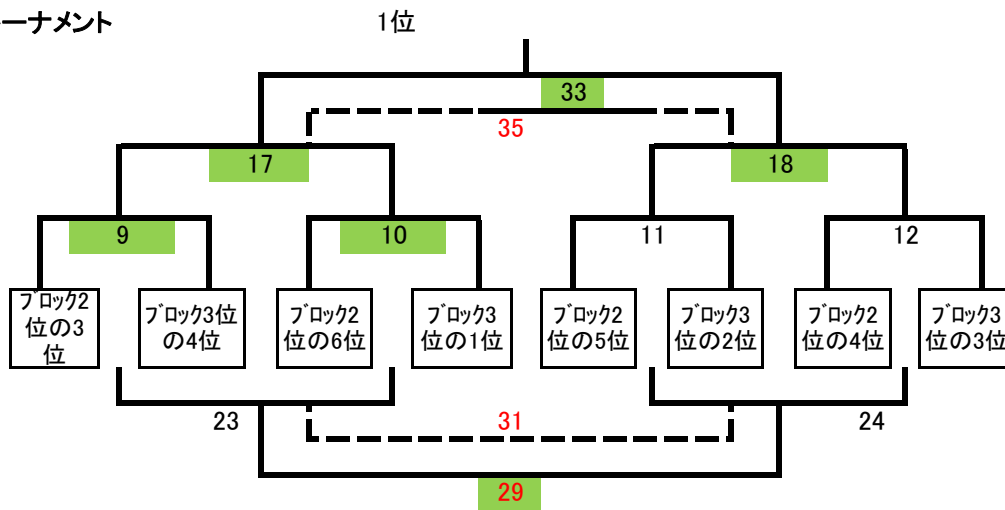 ーナメント
1位
33
35
17
18
9
10
11
12
ブロック2
位の3
位
ブロック3位
の4位
ブロック2
位の6位
ブロック3
位の1位
ブロック2
位の5位
ブロック3
位の2位
ブロック2
位の4位
ブロック3
位の3位
23
31
24
29